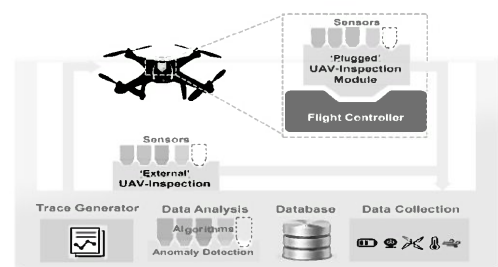 Sensors
'Plugged'
UAV-Inspection
Module
Flight Controller
Sensors
'External'
UAV-Inspection
Trace Generator
Data Analysis
Database
Data Collection
Algorithms
Anomaly Detection